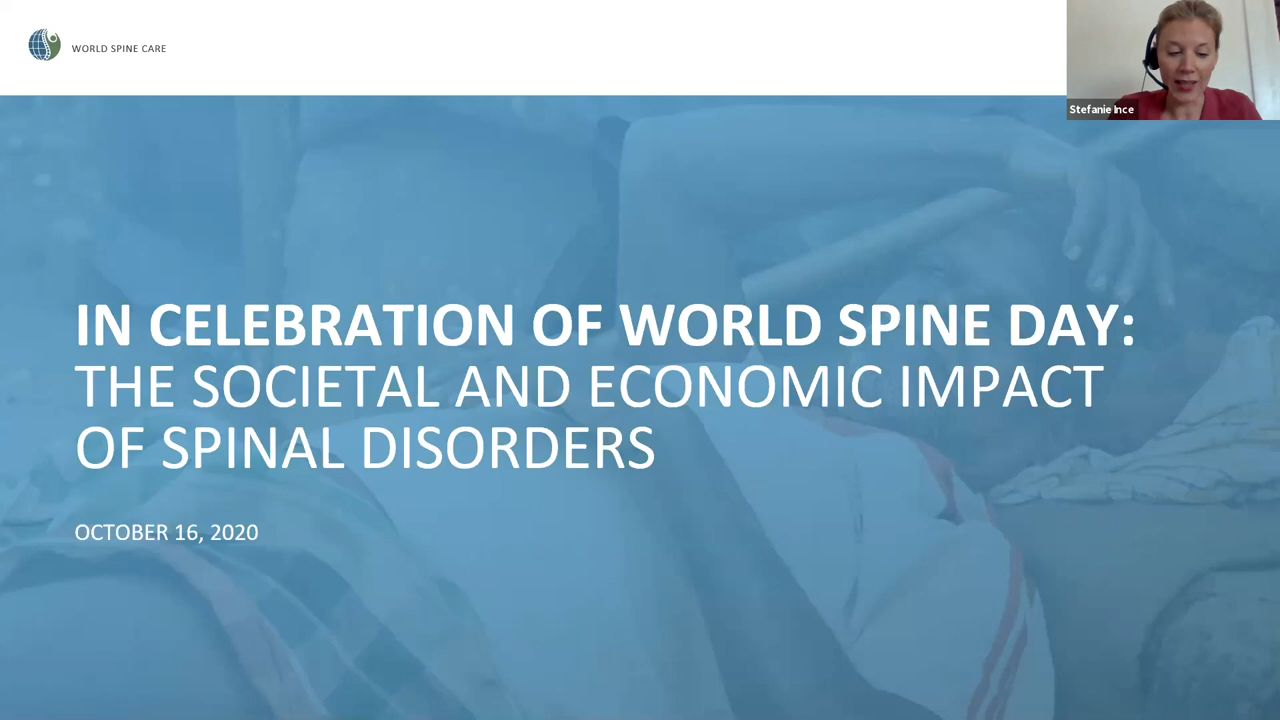 WORLD SPINE CARE
Stefanie Ince
IN CELEBRATION OF WORLD SPINE DAY:
THE SOCIETAL AND ECONOMIC IMPACT
OF SPINAL DISORDERS
OCTOBER 16, 2020